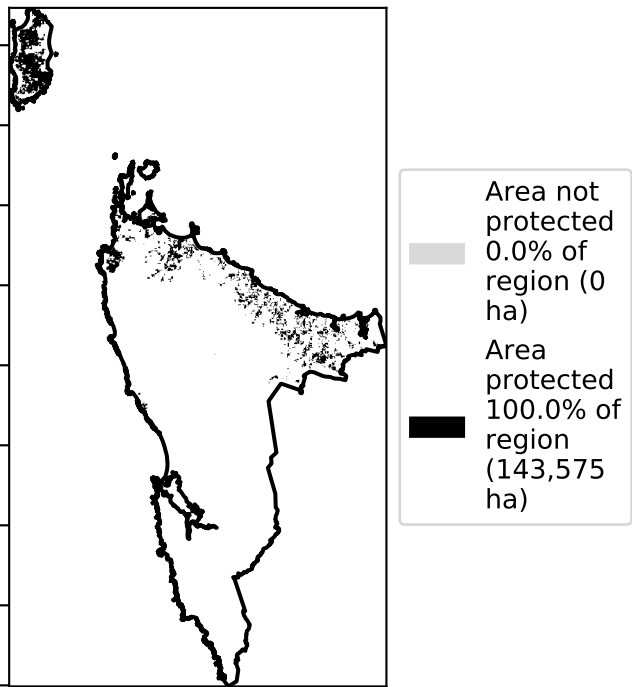 Area not
protected
0.0% of
region (0
ha)
Area
protected
100.0% of
region
(143,575
ha)